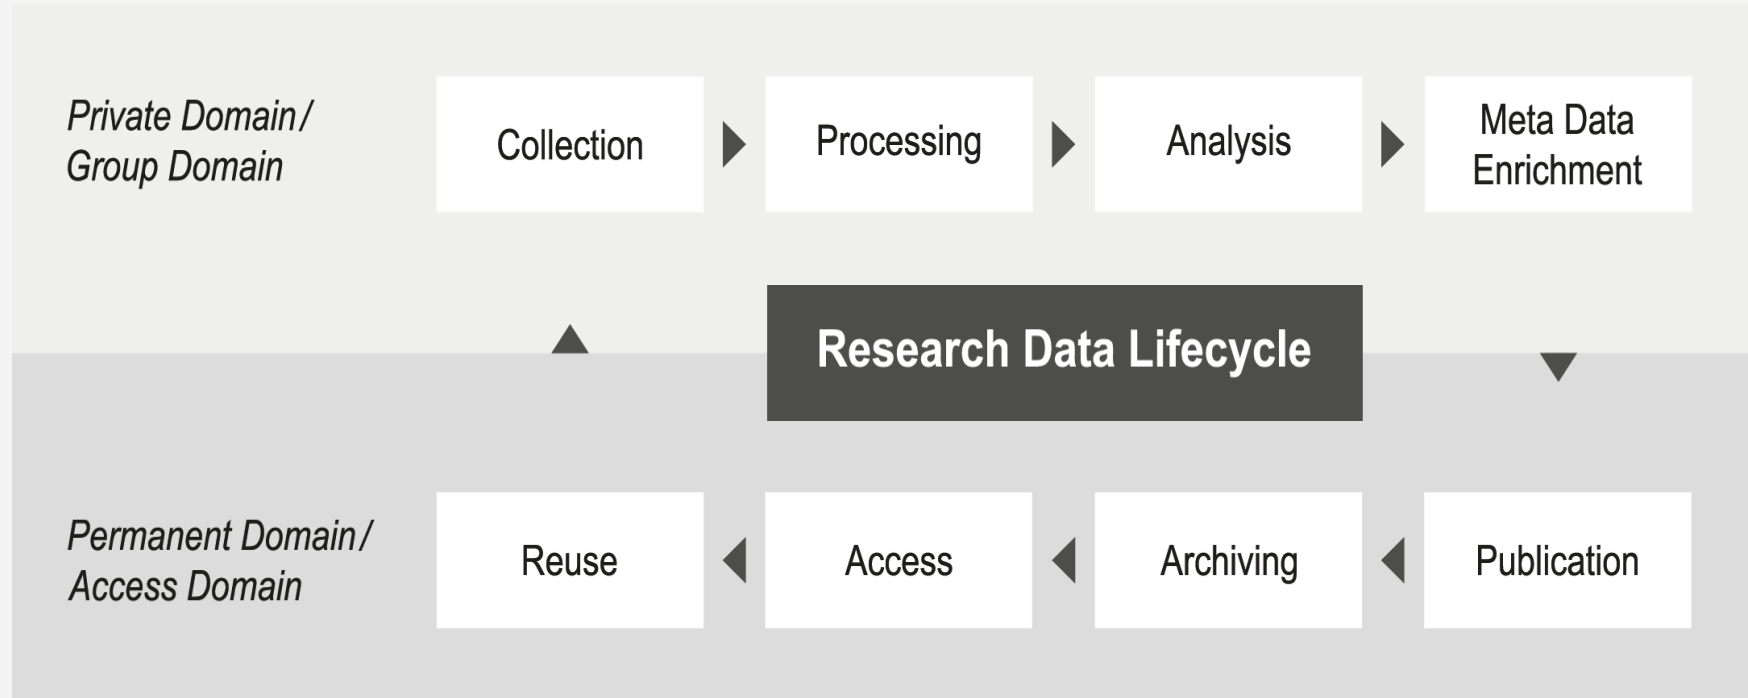 Private Domain /
Group Domain
Collection
Processing
Analysis
Meta Data
Enrichment
Research Data Lifecycle
Permanent Domain /
Access Domain
Reuse
Access
Archiving
Publication